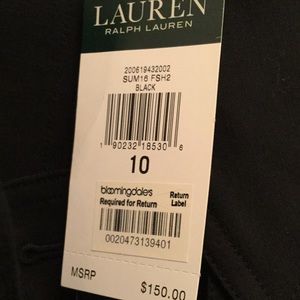 LAUREN
RALPH LAUREN
200619432002
SUM16 FSH2
BLACK
1 90232 18530 6
10
bloomingdales Return
Required for Return Label
0020473139401
MSRP $150.00